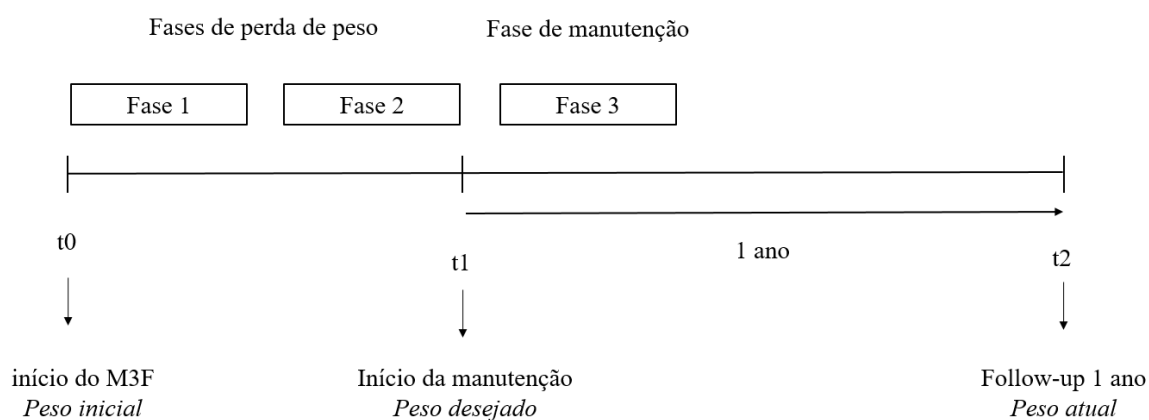 Fases de perda de peso
Fase de manutenção
Fase 1
Fase 2
Fase 3
t0
t1
1 ano
t2
início do M3F
Peso inicial
Início da manutenção
Peso desejado
Follow-up 1 ano
Peso atual